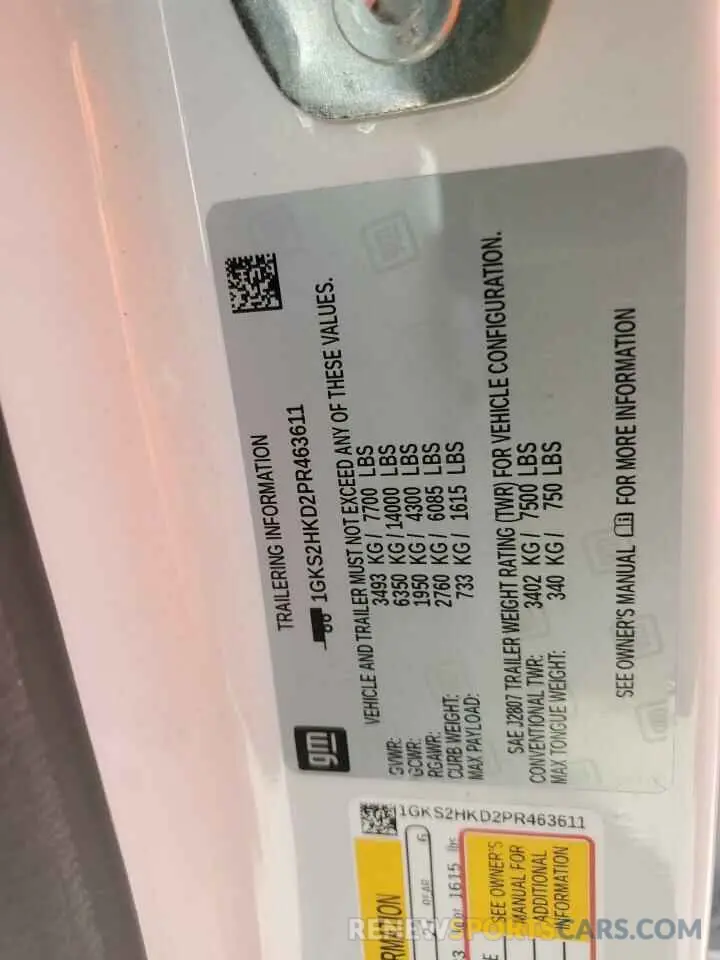 gm
TRAILERING INFORMATION
1GKS2HKD2PR463611
VEHICLE AND TRAILER MUST NOT EXCEED ANY OF THESE VALUES.
GVWR: 3493 KG / 7700 LBS
GCWR: 6350 KG / 14000 LBS
RGAWR: 1950 KG / 4300 LBS
CURB WEIGHT: 2760 KG / 6085 LBS
MAX PAYLOAD: 733 KG / 1615 LBS
SAE J2807 TRAILER WEIGHT RATING (TWR) FOR VEHICLE CONFIGURATION.
CONVENTIONAL TWR: 3402 KG / 7500 LBS
MAX TONGUE WEIGHT: 340 KG / 750 LBS
SEE OWNER'S MANUAL FOR MORE INFORMATION
1GKS2HKD2PR463611
REAR
1615 lbs
SEE OWNER'S
MANUAL FOR
ADDITIONAL
INFORMATION
RENEWSPORTSCARS.COM